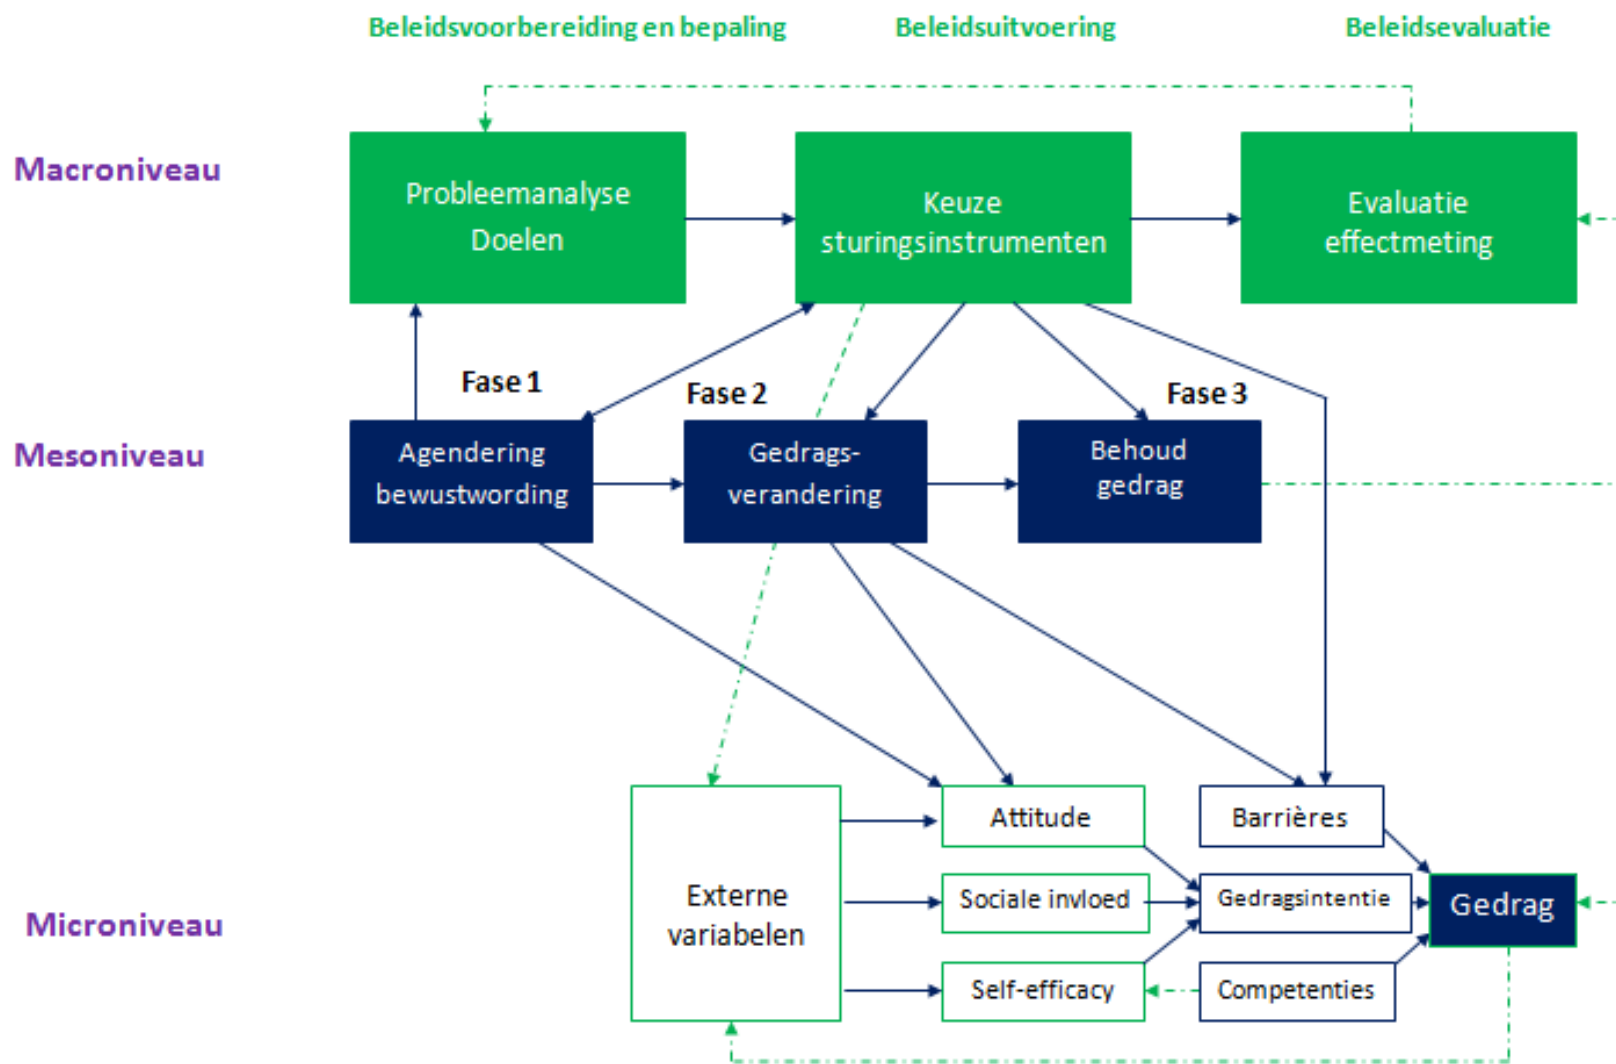 Beleidsvoorbereiding en bepaling
Beleidsuitvoering
Beleidsevaluatie
Macroniveau
Probleemanalyse
Doelen
Keuze
sturingsinstrumenten
Evaluatie
effectmeting
Fase 1
Fase 2
Fase 3
Mesoniveau
Agendering
bewustwording
Gedrags-
verandering
Behoud
gedrag
Microniveau
Externe
variabelen
Attitude
Sociale invloed
Self-efficacy
Barrières
Gedragsintentie
Competenties
Gedrag